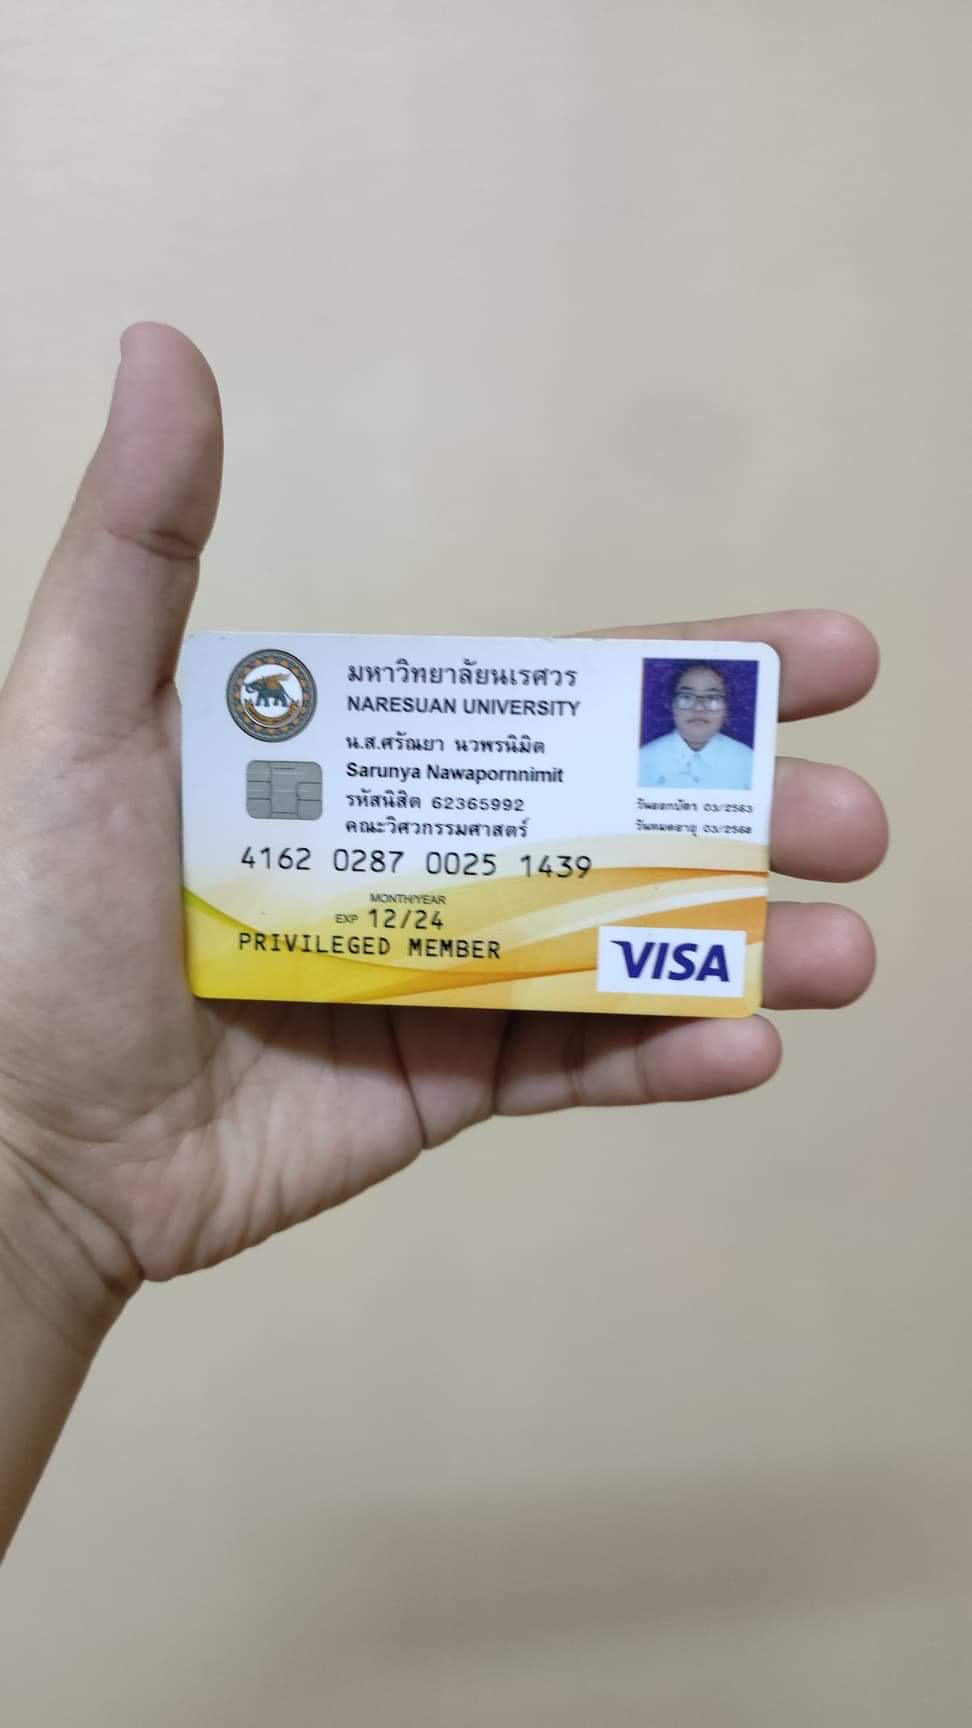 มหาวิทยาลัยนเรศวร
NARESUAN UNIVERSITY
น.ส.ศรัณยา นวพรนิมิต
Sarunya Nawapornnimit
รหัสนิสิต 62365992
คณะวิศวกรรมศาสตร์
วันออกบัตร 03/2563
วันหมดอายุ 03/2568
4162 0287 0025 1439
MONTH/YEAR
EXP 12/24
PRIVILEGED MEMBER
VISA